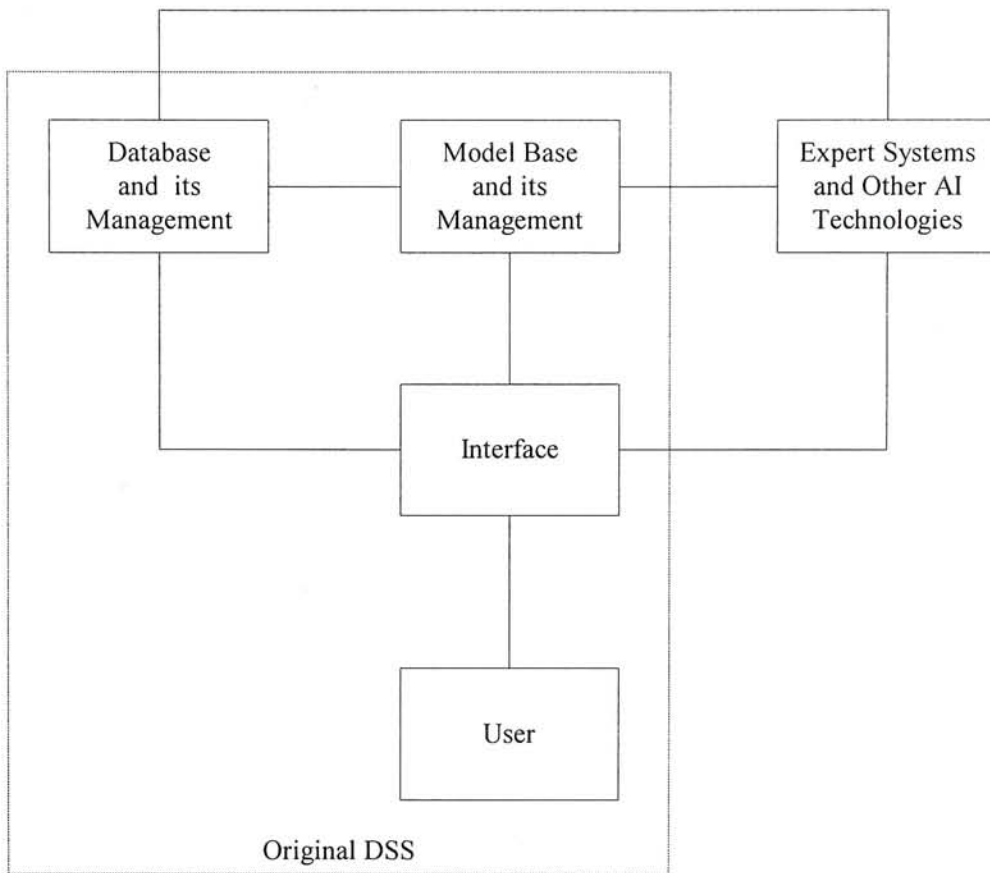 Database
and its
Management
Model Base
and its
Management
Expert Systems
and Other AI
Technologies
Interface
User
Original DSS